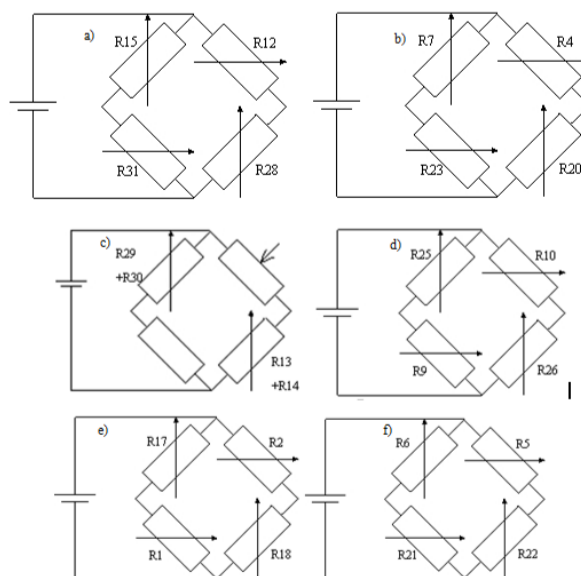 a)
R15
R12
R31
R28
b)
R7
R4
R23
R20
c)
R29
+R30
R13
+R14
d)
R25
R10
R9
R26
e)
R17
R2
R1
R18
f)
R6
R5
R21
R22